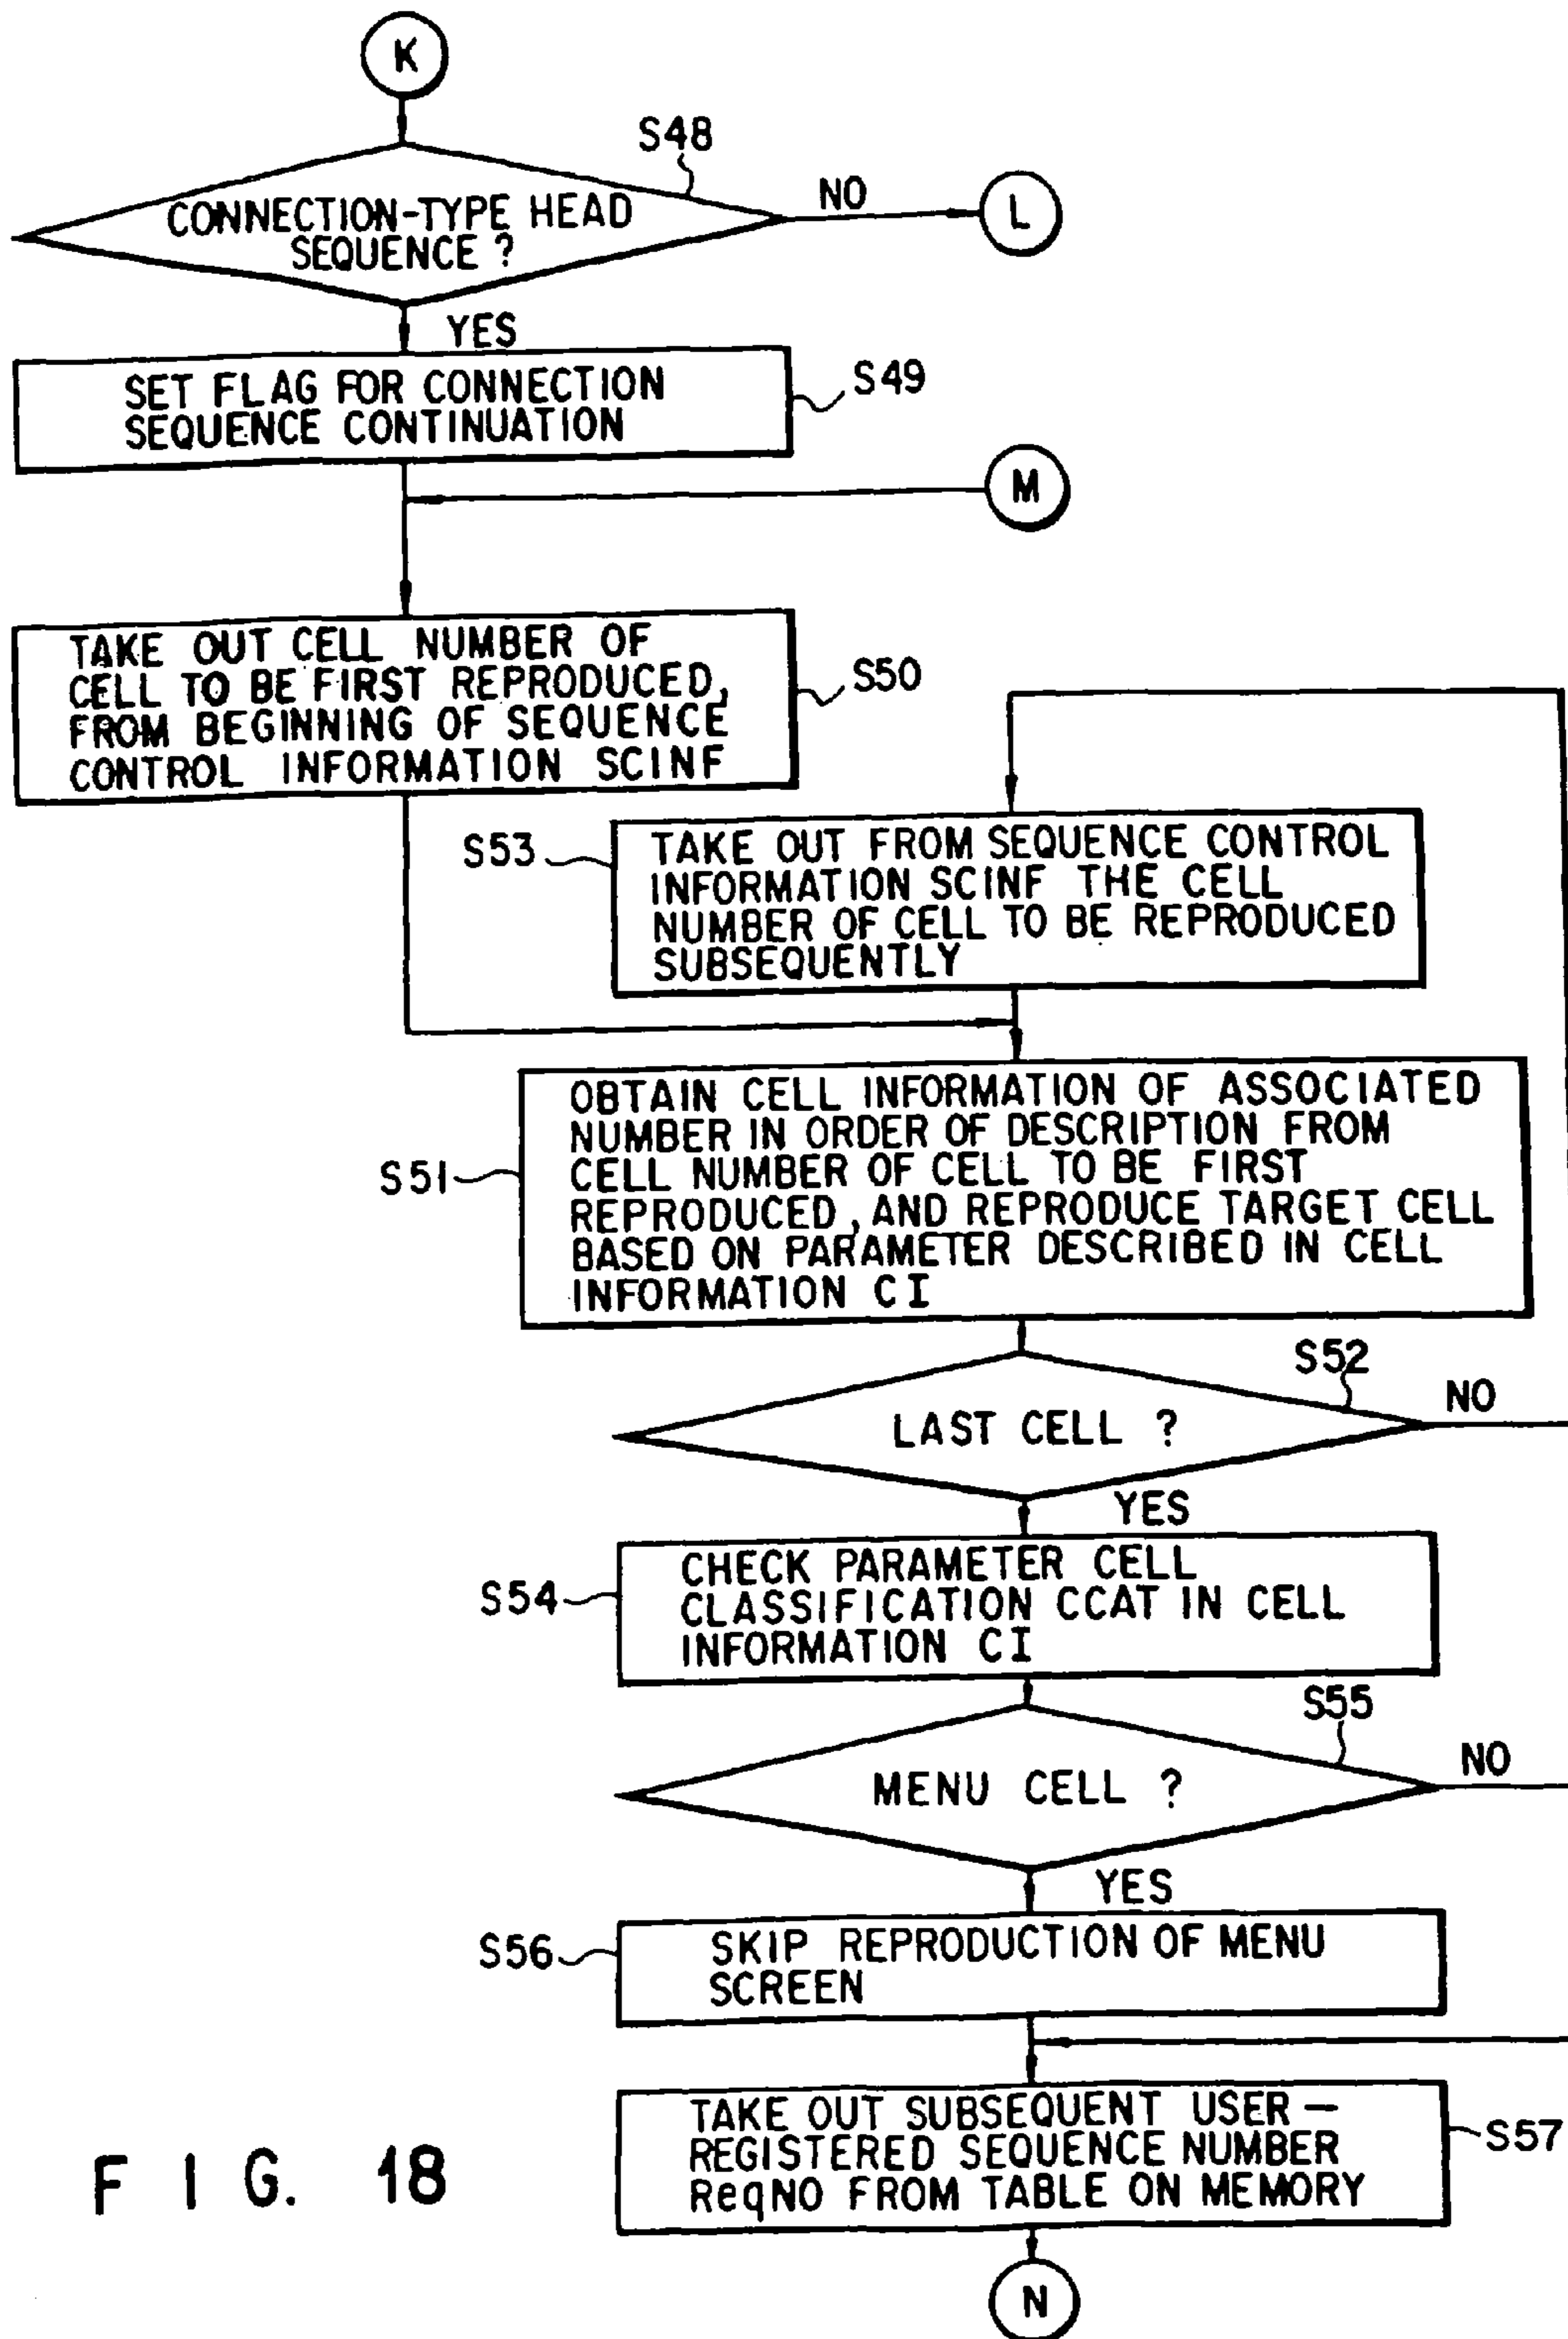 K
S48
CONNECTION-TYPE HEAD
SEQUENCE ?
NO
L
YES
SET FLAG FOR CONNECTION
SEQUENCE CONTINUATION
S49
M
TAKE OUT CELL NUMBER OF
CELL TO BE FIRST REPRODUCED,
FROM BEGINNING OF SEQUENCE
CONTROL INFORMATION SCINF
S50
S53
TAKE OUT FROM SEQUENCE CONTROL
INFORMATION SCINF THE CELL
NUMBER OF CELL TO BE REPRODUCED
SUBSEQUENTLY
S51
OBTAIN CELL INFORMATION OF ASSOCIATED
NUMBER IN ORDER OF DESCRIPTION FROM
CELL NUMBER OF CELL TO BE FIRST
REPRODUCED, AND REPRODUCE TARGET CELL
BASED ON PARAMETER DESCRIBED IN CELL
INFORMATION CI
S52
LAST CELL ?
NO
YES
S54
CHECK PARAMETER CELL
CLASSIFICATION CCAT IN CELL
INFORMATION CI
S55
MENU CELL ?
NO
YES
S56
SKIP REPRODUCTION OF MENU
SCREEN
TAKE OUT SUBSEQUENT USER—
REGISTERED SEQUENCE NUMBER
ReqNO FROM TABLE ON MEMORY
S57
N
FIG. 18